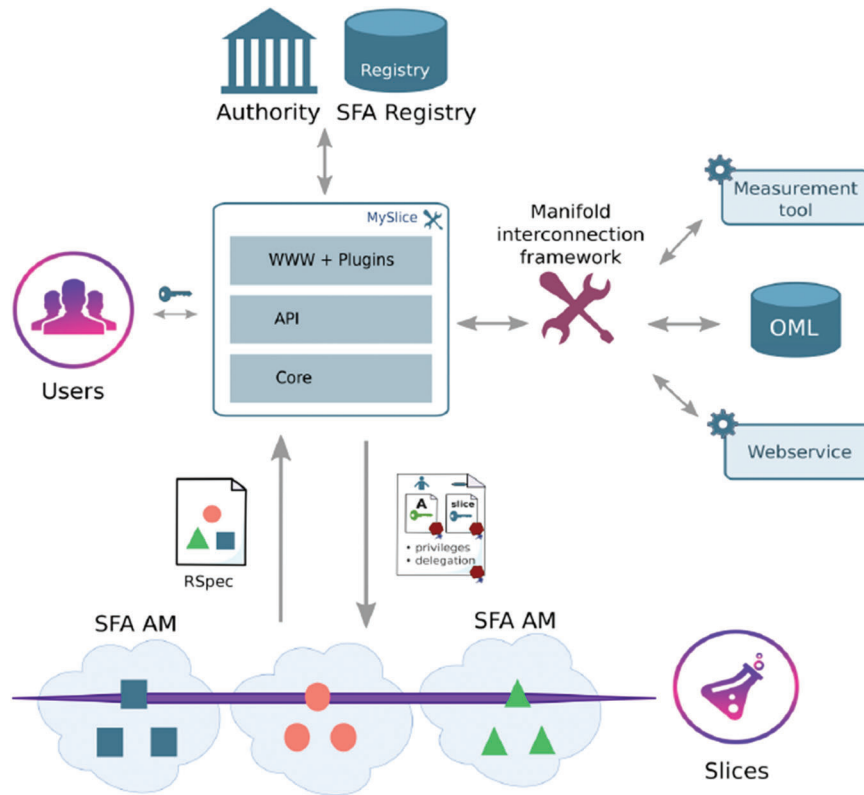 Registry
Authority
SFA Registry
MySlice
WWW + Plugins
API
Core
Users
Manifold
interconnection
framework
Measurement
tool
OML
Webservice
RSpec
A
slice
• privileges
• delegation
SFA AM
SFA AM
Slices